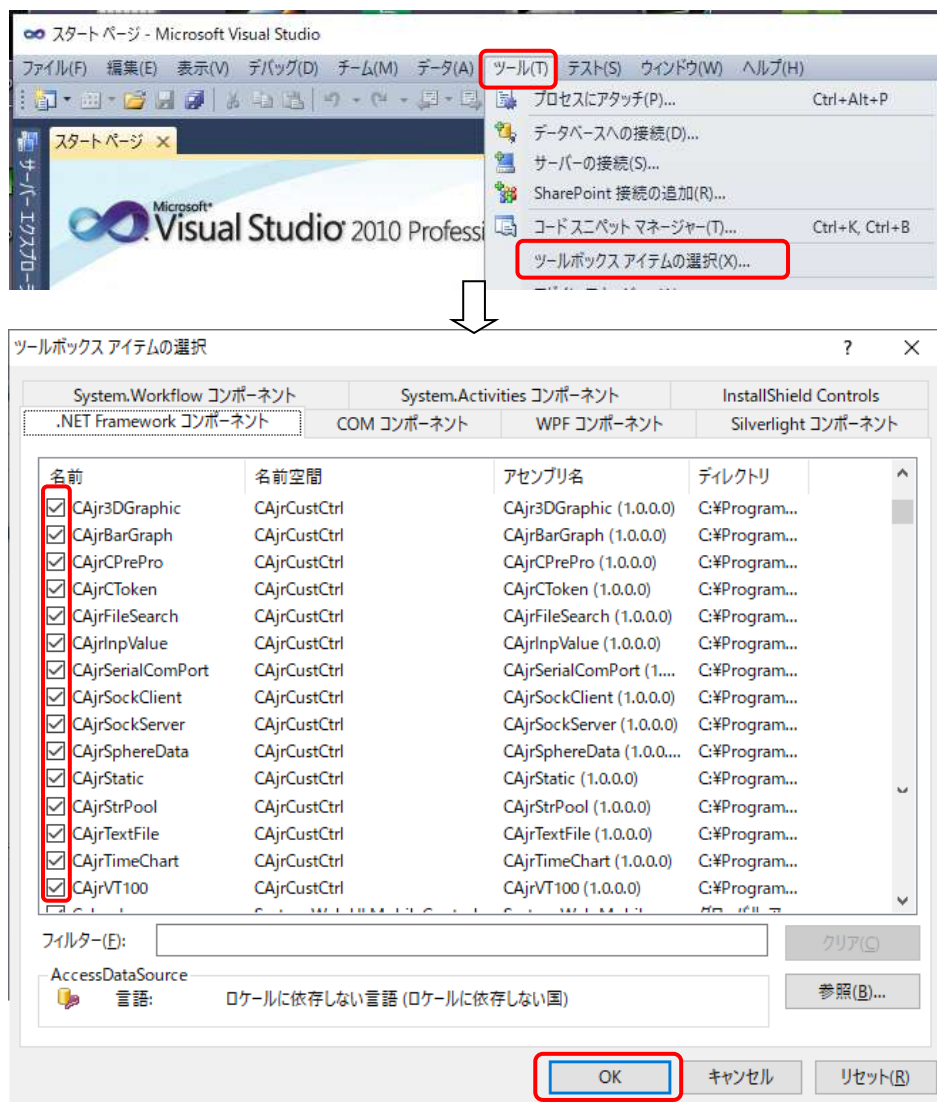 スタート ページ - Microsoft Visual Studio
ファイル(F) 編集(E) 表示(V) デバッグ(D) チーム(M) データ(A) ツール(T) テスト(S) ウィンドウ(W) ヘルプ(H)
プロセスにアタッチ(P)... Ctrl+Alt+P
スタート ページ
データベースへの接続(D)...
サーバーの接続(S)...
SharePoint 接続の追加(R)...
サーバー エクスプローラ
Microsoft
Visual Studio 2010 Professi
コード スニペット マネージャー(T)... Ctrl+K, Ctrl+B
ツールボックス アイテムの選択(X)...
ツールボックス アイテムの選択 ?
System.Workflow コンポーネント System.Activities コンポーネント InstallShield Controls
.NET Framework コンポーネント COM コンポーネント WPF コンポーネント Silverlight コンポーネント
名前 名前空間 アセンブリ名 ディレクトリ
CAjr3DGraphic CAjrCustCtrl CAjr3DGraphic (1.0.0.0) C:¥Program...
CAjrBarGraph CAjrCustCtrl CAjrBarGraph (1.0.0.0) C:¥Program...
CAjrCPrePro CAjrCustCtrl CAjrCPrePro (1.0.0.0) C:¥Program...
CAjrCToken CAjrCustCtrl CAjrCToken (1.0.0.0) C:¥Program...
CAjrFileSearch CAjrCustCtrl CAjrFileSearch (1.0.0.0) C:¥Program...
CAjrInpValue CAjrCustCtrl CAjrInpValue (1.0.0.0) C:¥Program...
CAjrSerialComPort CAjrCustCtrl CAjrSerialComPort (1.... C:¥Program...
CAjrSockClient CAjrCustCtrl CAjrSockClient (1.0.0.0) C:¥Program...
CAjrSockServer CAjrCustCtrl CAjrSockServer (1.0.0.0) C:¥Program...
CAjrSphereData CAjrCustCtrl CAjrSphereData (1.0.0.... C:¥Program...
CAjrStatic CAjrCustCtrl CAjrStatic (1.0.0.0) C:¥Program...
CAjrStrPool CAjrCustCtrl CAjrStrPool (1.0.0.0) C:¥Program...
CAjrTextFile CAjrCustCtrl CAjrTextFile (1.0.0.0) C:¥Program...
CAjrTimeChart CAjrCustCtrl CAjrTimeChart (1.0.0.0) C:¥Program...
CAjrVT100 CAjrCustCtrl CAjrVT100 (1.0.0.0) C:¥Program...
フィルター(F): クリア(C)
AccessDataSource
言語: ロケールに依存しない言語 (ロケールに依存しない国) 参照(B)...
OK キャンセル リセット(R)